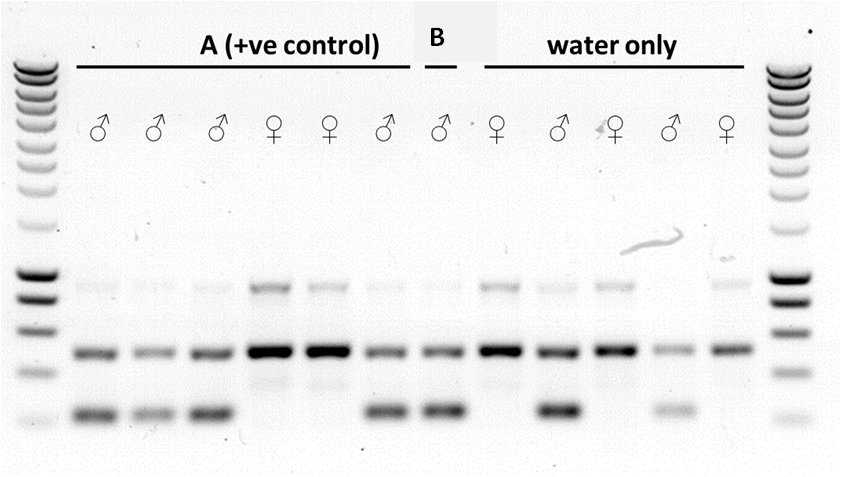 A (+ve control) B water only
♂ ♂ ♂ ♀ ♀ ♂ ♂ ♀ ♂ ♀ ♂ ♀